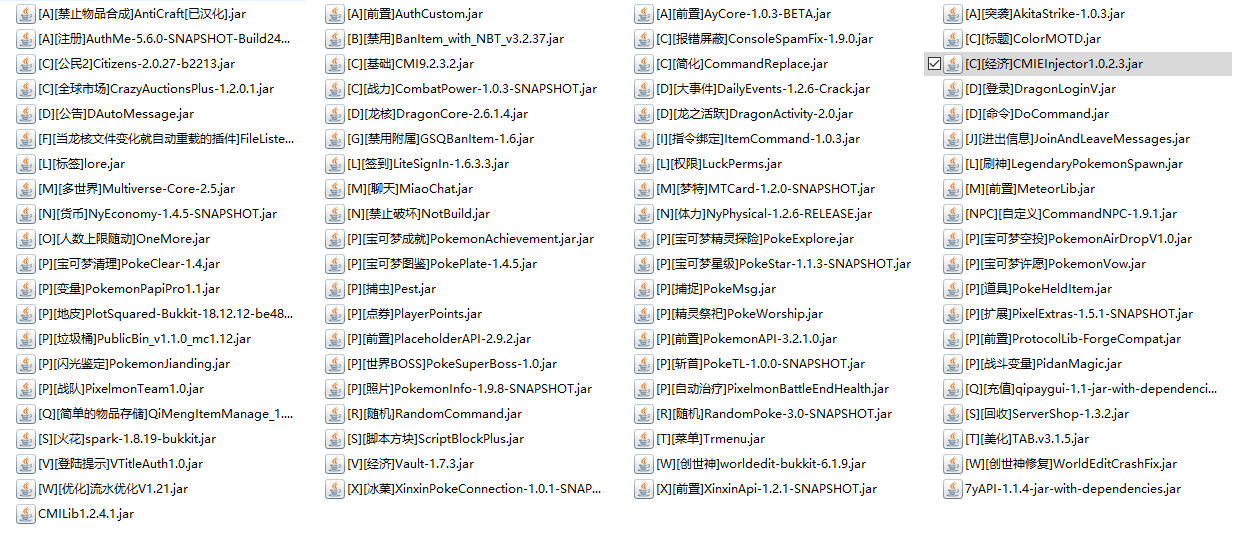 [A][禁止物品合成]AntiCraft[已汉化].jar
[A][前置]AuthCustom.jar
[A][前置]AyCore-1.0.3-BETA.jar
[A][突袭]AkitaStrike-1.0.3.jar
[A][注册]AuthMe-5.6.0-SNAPSHOT-Build24...
[B][禁用]BanItem_with_NBT_v3.2.37.jar
[C][报错屏蔽]ConsoleSpamFix-1.9.0.jar
[C][标题]ColorMOTD.jar
[C][公民2]Citizens-2.0.27-b2213.jar
[C][基础]CMI9.2.3.2.jar
[C][简化]CommandReplace.jar
[C][经济]CMIEInjector1.0.2.3.jar
[C][全球市场]CrazyAuctionsPlus-1.2.0.1.jar
[C][战力]CombatPower-1.0.3-SNAPSHOT.jar
[D][大事件]DailyEvents-1.2.6-Crack.jar
[D][登录]DragonLoginV.jar
[D][公告]DAutoMessage.jar
[D][龙核]DragonCore-2.6.1.4.jar
[D][龙之活跃]DragonActivity-2.0.jar
[D][命令]DoCommand.jar
[F][当龙核文件变化就自动重载的插件]FileListe...
[G][禁用附属]GSQBanItem-1.6.jar
[I][指令绑定]ItemCommand-1.0.3.jar
[J][进出信息]JoinAndLeaveMessages.jar
[L][标签]lore.jar
[L][签到]LiteSignIn-1.6.3.3.jar
[L][权限]LuckPerms.jar
[L][刷神]LegendaryPokemonSpawn.jar
[M][多世界]Multiverse-Core-2.5.jar
[M][聊天]MiaoChat.jar
[M][梦特]MTCard-1.2.0-SNAPSHOT.jar
[M][前置]MeteorLib.jar
[N][货币]NyEconomy-1.4.5-SNAPSHOT.jar
[N][禁止破坏]NotBuild.jar
[N][体力]NyPhysical-1.2.6-RELEASE.jar
[NPC][自定义]CommandNPC-1.9.1.jar
[O][人数上限随动]OneMore.jar
[P][宝可梦成就]PokemonAchievement.jar.jar
[P][宝可梦精灵探险]PokeExplore.jar
[P][宝可梦空投]PokemonAirDropV1.0.jar
[P][宝可梦清理]PokeClear-1.4.jar
[P][宝可梦图鉴]PokePlate-1.4.5.jar
[P][宝可梦星级]PokeStar-1.1.3-SNAPSHOT.jar
[P][宝可梦许愿]PokemonVow.jar
[P][变量]PokemonPapiPro1.1.jar
[P][捕虫]Pest.jar
[P][捕捉]PokeMsg.jar
[P][道具]PokeHeldItem.jar
[P][地皮]PlotSquared-Bukkit-18.12.12-be48...
[P][点券]PlayerPoints.jar
[P][精灵祭祀]PokeWorship.jar
[P][扩展]PixelExtras-1.5.1-SNAPSHOT.jar
[P][垃圾桶]PublicBin_v1.1.0_mc1.12.jar
[P][前置]PlaceholderAPI-2.9.2.jar
[P][前置]PokemonAPI-3.2.1.0.jar
[P][前置]ProtocolLib-ForgeCompat.jar
[P][闪光鉴定]PokemonJianding.jar
[P][世界BOSS]PokeSuperBoss-1.0.jar
[P][斩首]PokeTL-1.0.0-SNAPSHOT.jar
[P][战斗变量]PidanMagic.jar
[P][战队]PixelmonTeam1.0.jar
[P][照片]PokemonInfo-1.9.8-SNAPSHOT.jar
[P][自动治疗]PixelmonBattleEndHealth.jar
[Q][充值]qipaygui-1.1-jar-with-dependenci...
[Q][简单的物品存储]QiMengItemManage_1....
[R][随机]RandomCommand.jar
[R][随机]RandomPoke-3.0-SNAPSHOT.jar
[S][回收]ServerShop-1.3.2.jar
[S][火花]spark-1.8.19-bukkit.jar
[S][脚本方块]ScriptBlockPlus.jar
[T][菜单]Trmenu.jar
[T][美化]TAB.v3.1.5.jar
[V][登陆提示]VTitleAuth1.0.jar
[V][经济]Vault-1.7.3.jar
[W][创世神]worldedit-bukkit-6.1.9.jar
[W][创世神修复]WorldEditCrashFix.jar
[W][优化]流水优化V1.21.jar
[X][冰菓]XinxinPokeConnection-1.0.1-SNAP...
[X][前置]XinxinApi-1.2.1-SNAPSHOT.jar
7yAPI-1.1.4-jar-with-dependencies.jar
CMILib1.2.4.1.jar